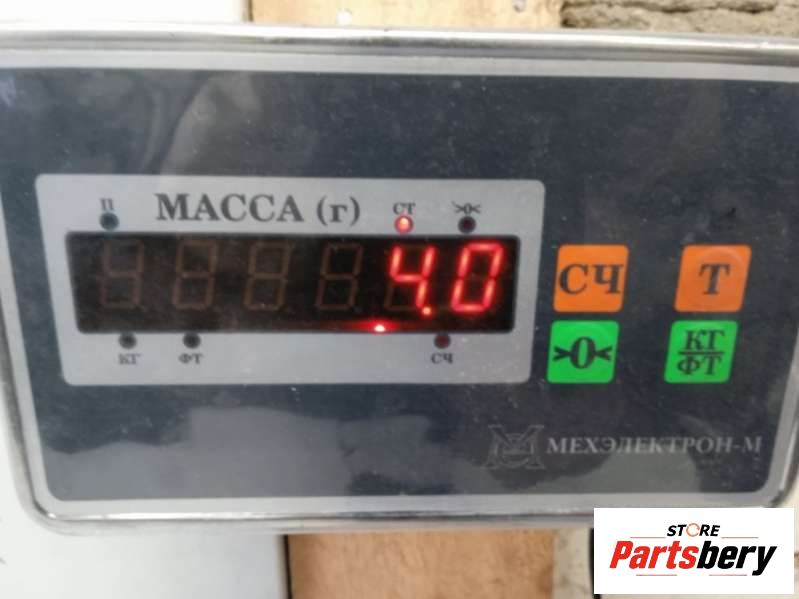 П МАССА (г) СТ >0<
4.0
КГ ФТ СЧ
СЧ Т
>0< КГ/ФТ
МЕХЭЛЕКТРОН-М
STORE
Partsbery